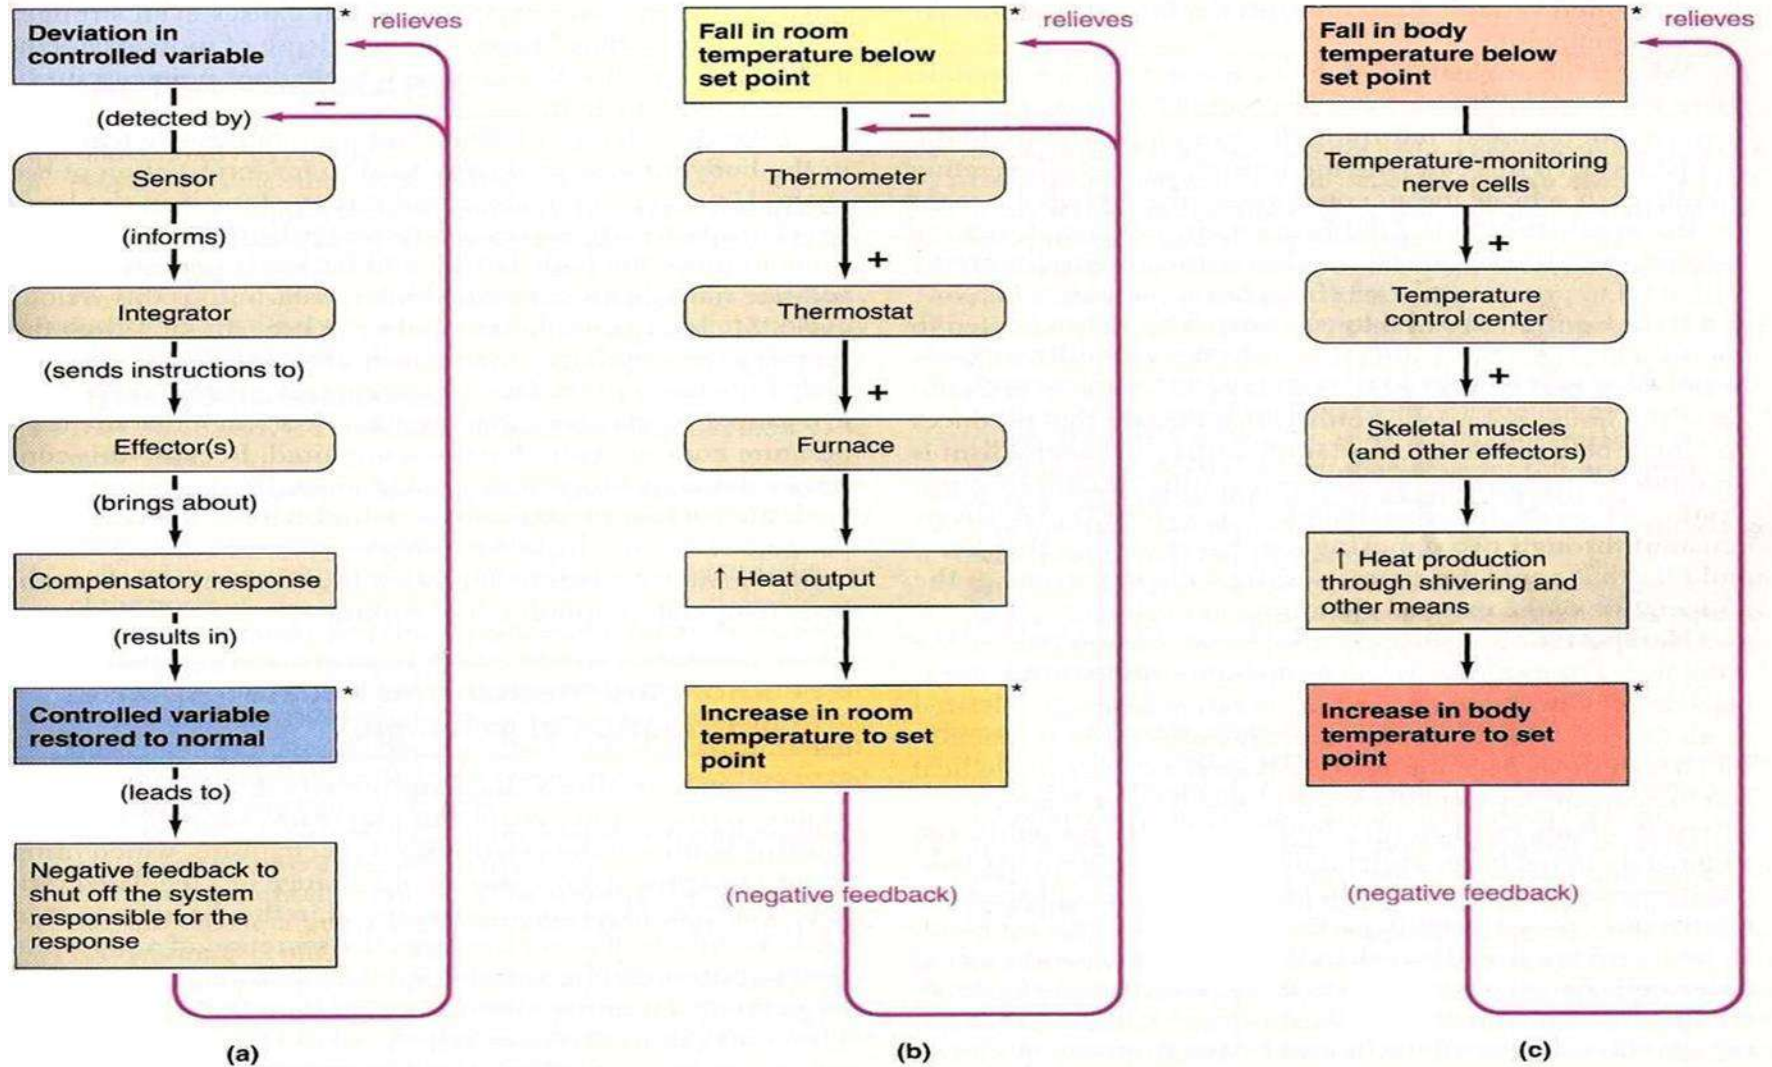 *
relieves
Deviation in
controlled variable
−
(detected by)
Sensor
(informs)
Integrator
(sends instructions to)
Effector(s)
(brings about)
Compensatory response
(results in)
*
Controlled variable
restored to normal
(leads to)
Negative feedback to
shut off the system
responsible for the
response
(a)
*
relieves
Fall in room
temperature below
set point
−
Thermometer
+
Thermostat
+
Furnace
↑ Heat output
*
Increase in room
temperature to set
point
(negative feedback)
(b)
*
relieves
Fall in body
temperature below
set point
Temperature-monitoring
nerve cells
+
Temperature
control center
+
Skeletal muscles
(and other effectors)
↑ Heat production
through shivering and
other means
*
Increase in body
temperature to set
point
(negative feedback)
(c)